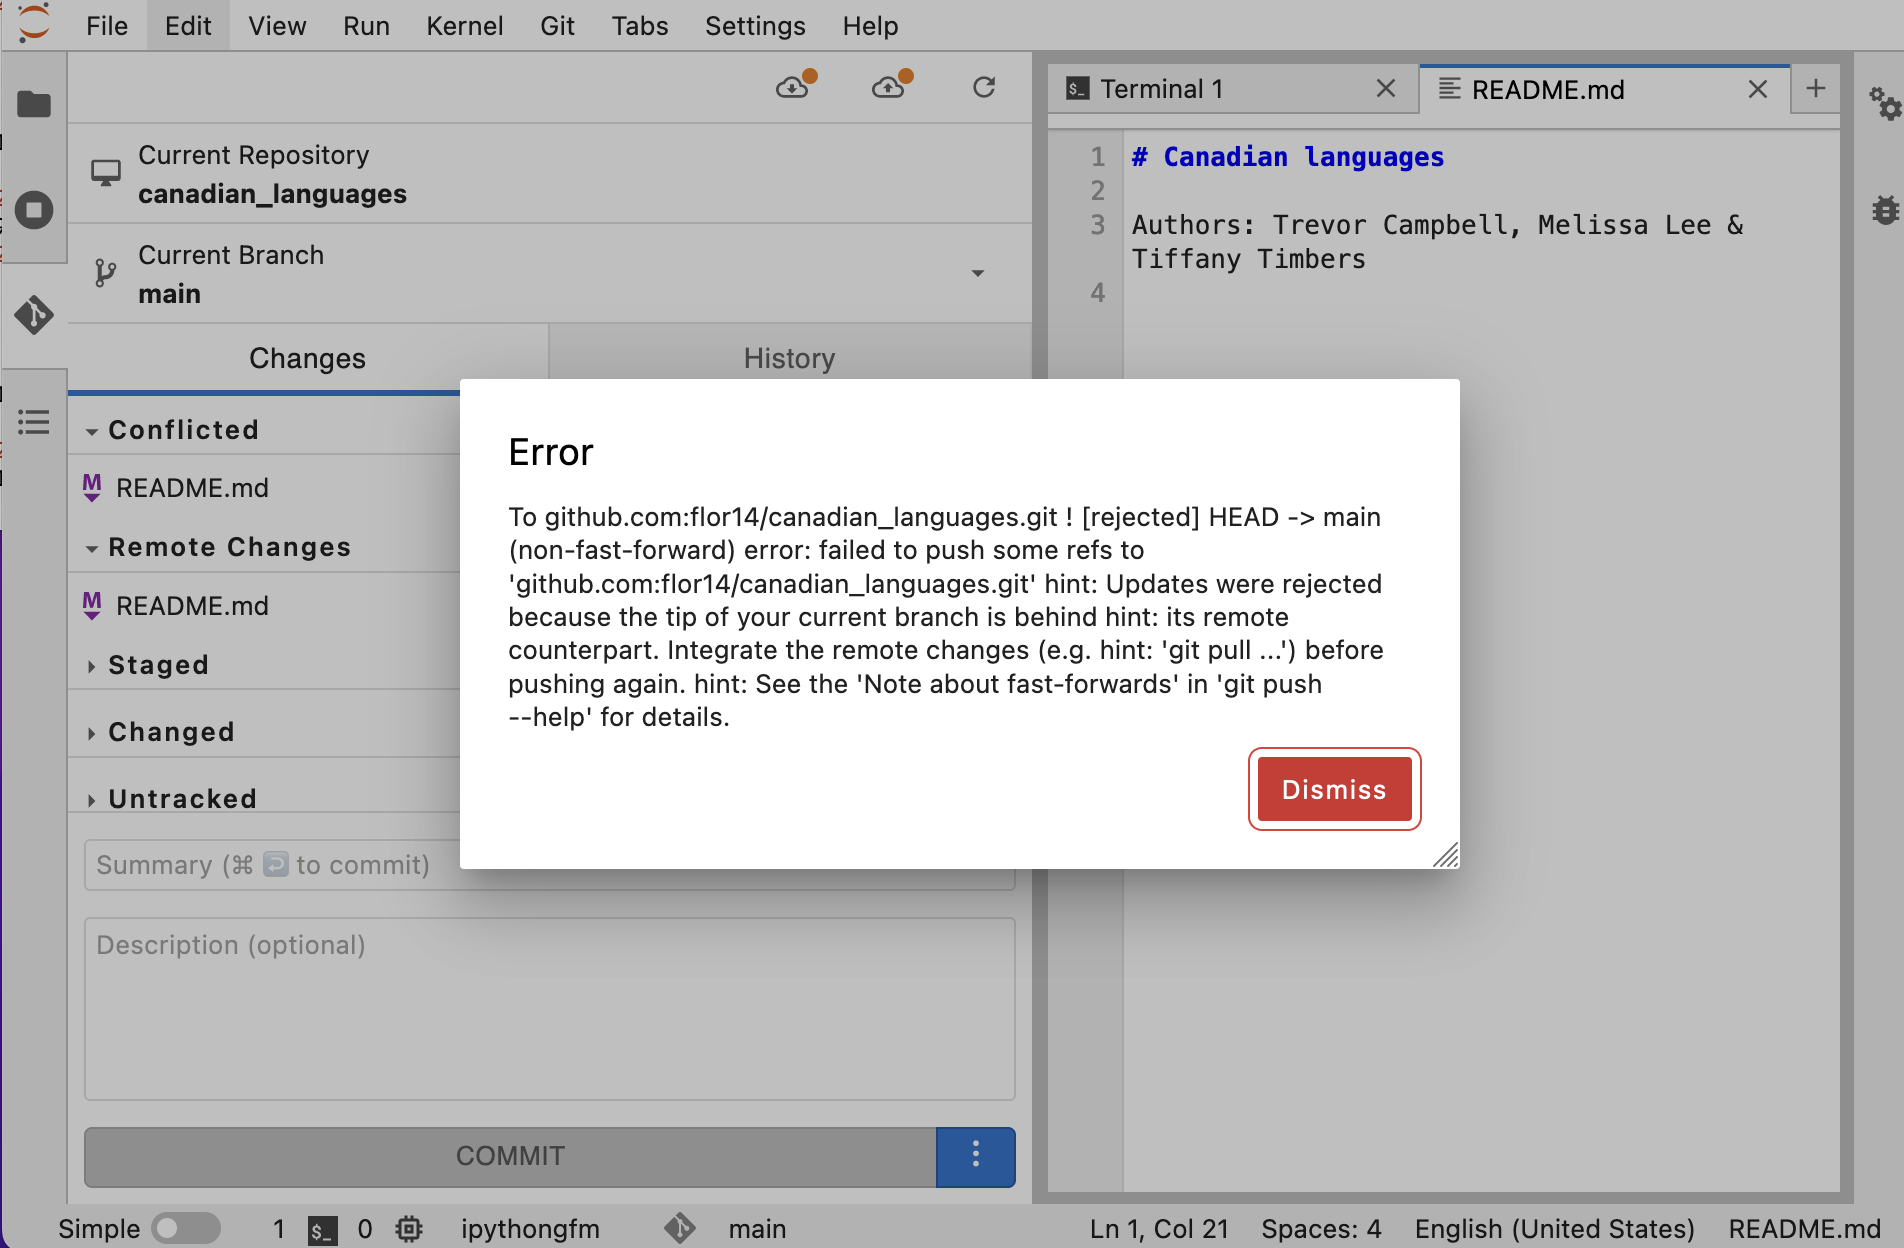 File Edit View Run Kernel Git Tabs Settings Help
Current Repository
canadian_languages
Current Branch
main
Changes History
Conflicted
M README.md
Remote Changes
M README.md
Staged
Changed
Untracked
Summary (⌘ ↩ to commit)
Description (optional)
COMMIT
$_ Terminal 1
README.md
1 # Canadian languages
2
3 Authors: Trevor Campbell, Melissa Lee &
Tiffany Timbers
4
Error
To github.com:flor14/canadian_languages.git ! [rejected] HEAD -> main
(non-fast-forward) error: failed to push some refs to
'github.com:flor14/canadian_languages.git' hint: Updates were rejected
because the tip of your current branch is behind hint: its remote
counterpart. Integrate the remote changes (e.g. hint: 'git pull ...') before
pushing again. hint: See the 'Note about fast-forwards' in 'git push
--help' for details.
Dismiss
Simple 1 $_ 0 ipythongfm main Ln 1, Col 21 Spaces: 4 English (United States) README.md